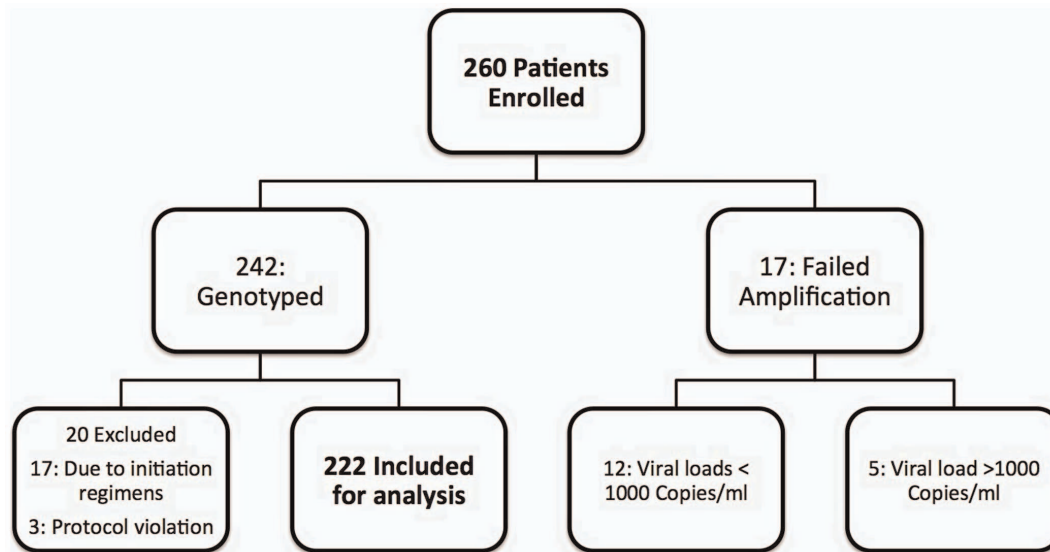 260 Patients
Enrolled
242:
Genotyped
17: Failed
Amplification
20 Excluded
17: Due to initiation
regimens
3: Protocol violation
222 Included
for analysis
12: Viral loads <
1000 Copies/ml
5: Viral load >1000
Copies/ml